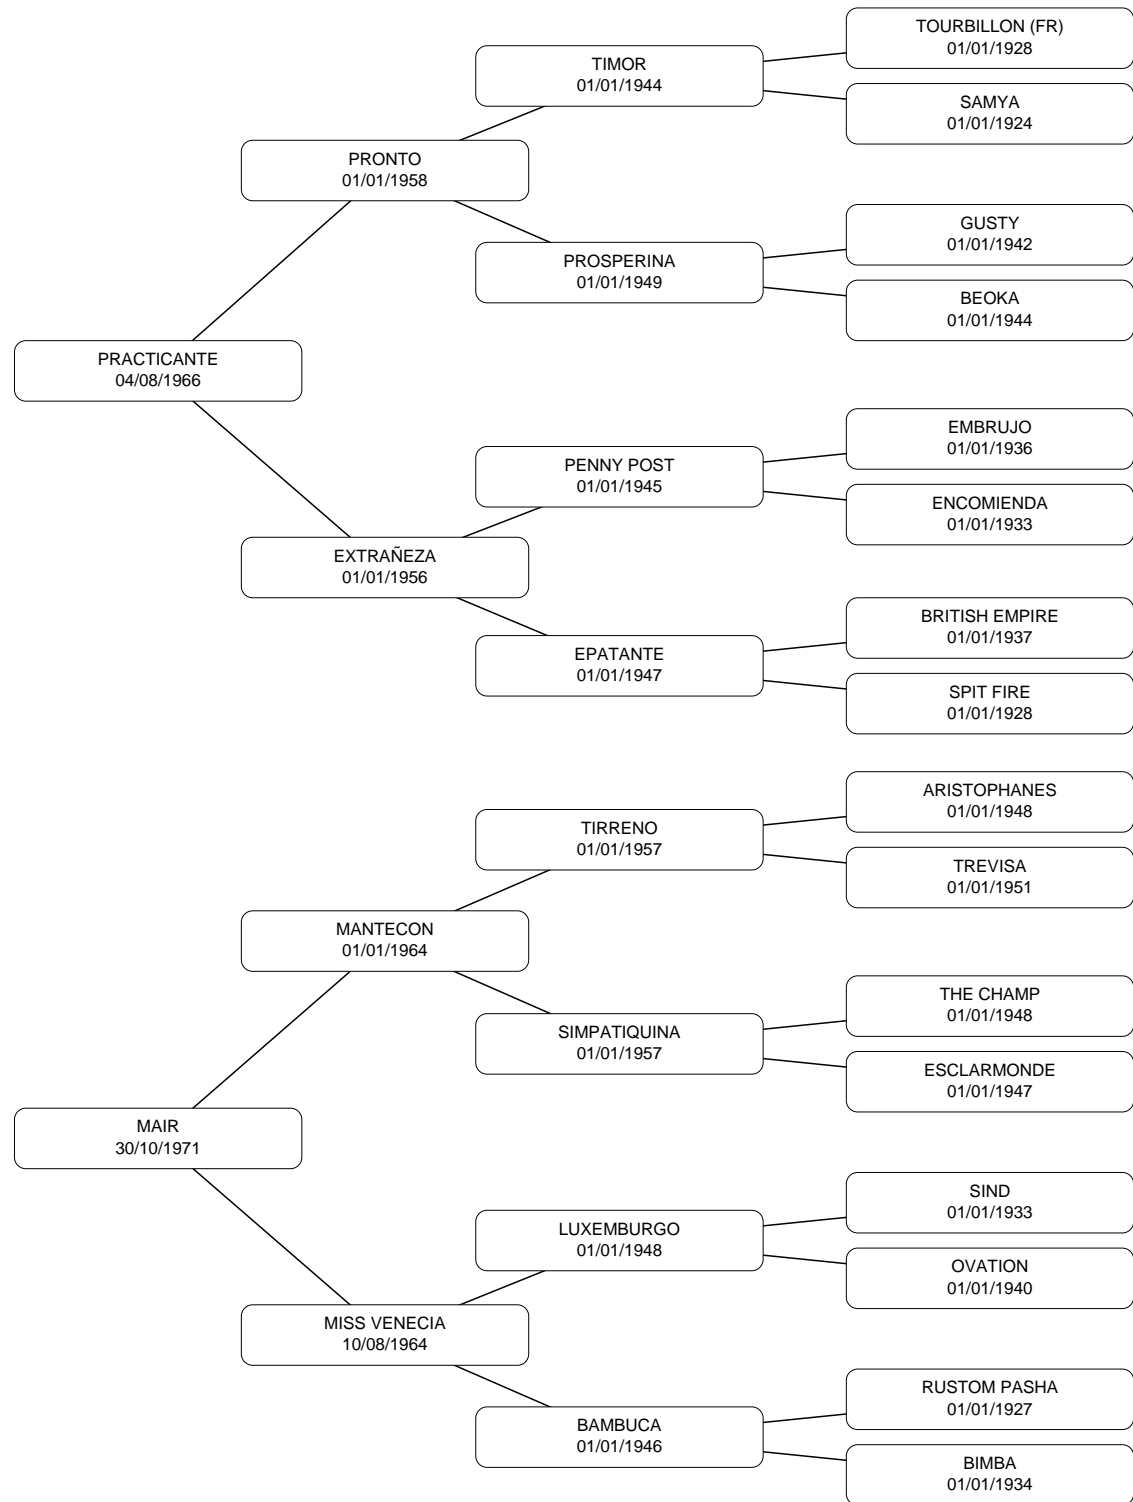 TOURBILLON (FR)
01/01/1928
TIMOR
01/01/1944
SAMYA
01/01/1924
PRONTO
01/01/1958
GUSTY
01/01/1942
PROSPERINA
01/01/1949
BEOKA
01/01/1944
PRACTICANTE
04/08/1966
EMBRUJO
01/01/1936
PENNY POST
01/01/1945
ENCOMIENDA
01/01/1933
EXTRAÑEZA
01/01/1956
BRITISH EMPIRE
01/01/1937
EPATANTE
01/01/1947
SPIT FIRE
01/01/1928
ARISTOPHANES
01/01/1948
TIRRENO
01/01/1957
TREVISA
01/01/1951
MANTECON
01/01/1964
THE CHAMP
01/01/1948
SIMPATIQUINA
01/01/1957
ESCLARMONDE
01/01/1947
MAIR
30/10/1971
SIND
01/01/1933
LUXEMBURGO
01/01/1948
OVATION
01/01/1940
MISS VENECIA
10/08/1964
RUSTOM PASHA
01/01/1927
BAMBUCA
01/01/1946
BIMBA
01/01/1934